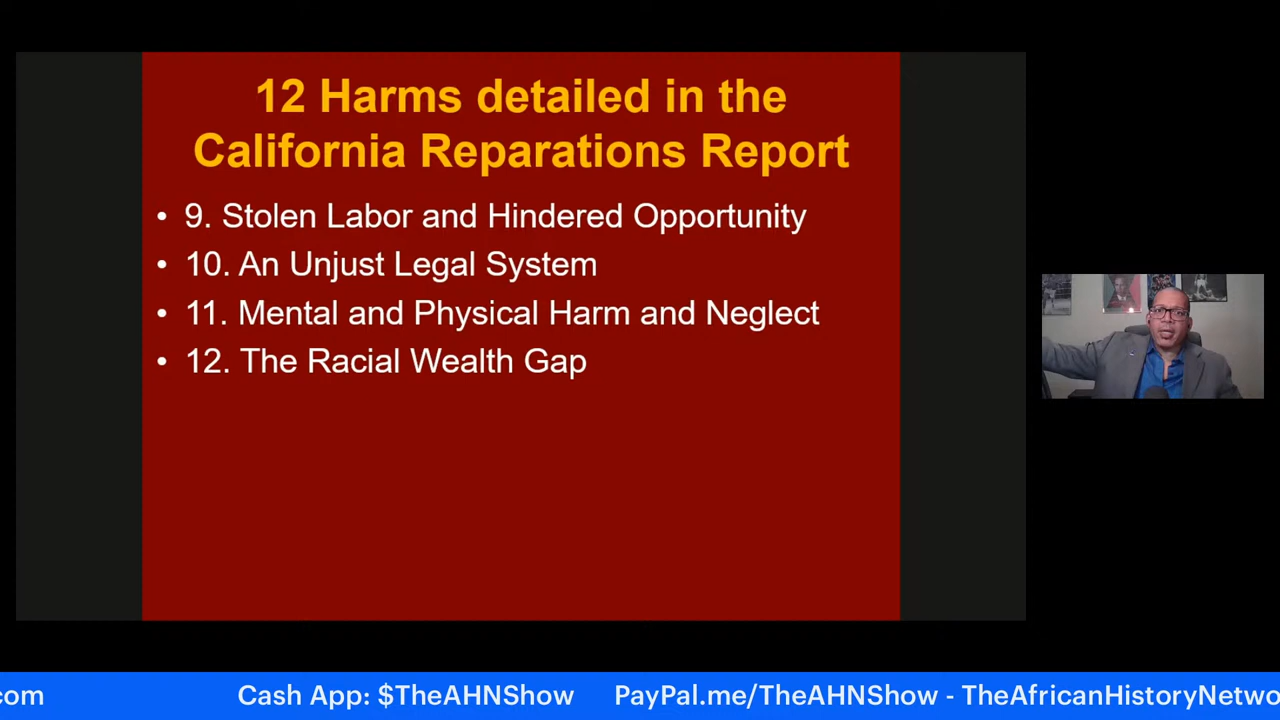 12 Harms detailed in the
California Reparations Report
• 9. Stolen Labor and Hindered Opportunity
• 10. An Unjust Legal System
• 11. Mental and Physical Harm and Neglect
• 12. The Racial Wealth Gap
.com Cash App: $TheAHNShow PayPal.me/TheAHNShow - TheAfricanHistoryNetwo